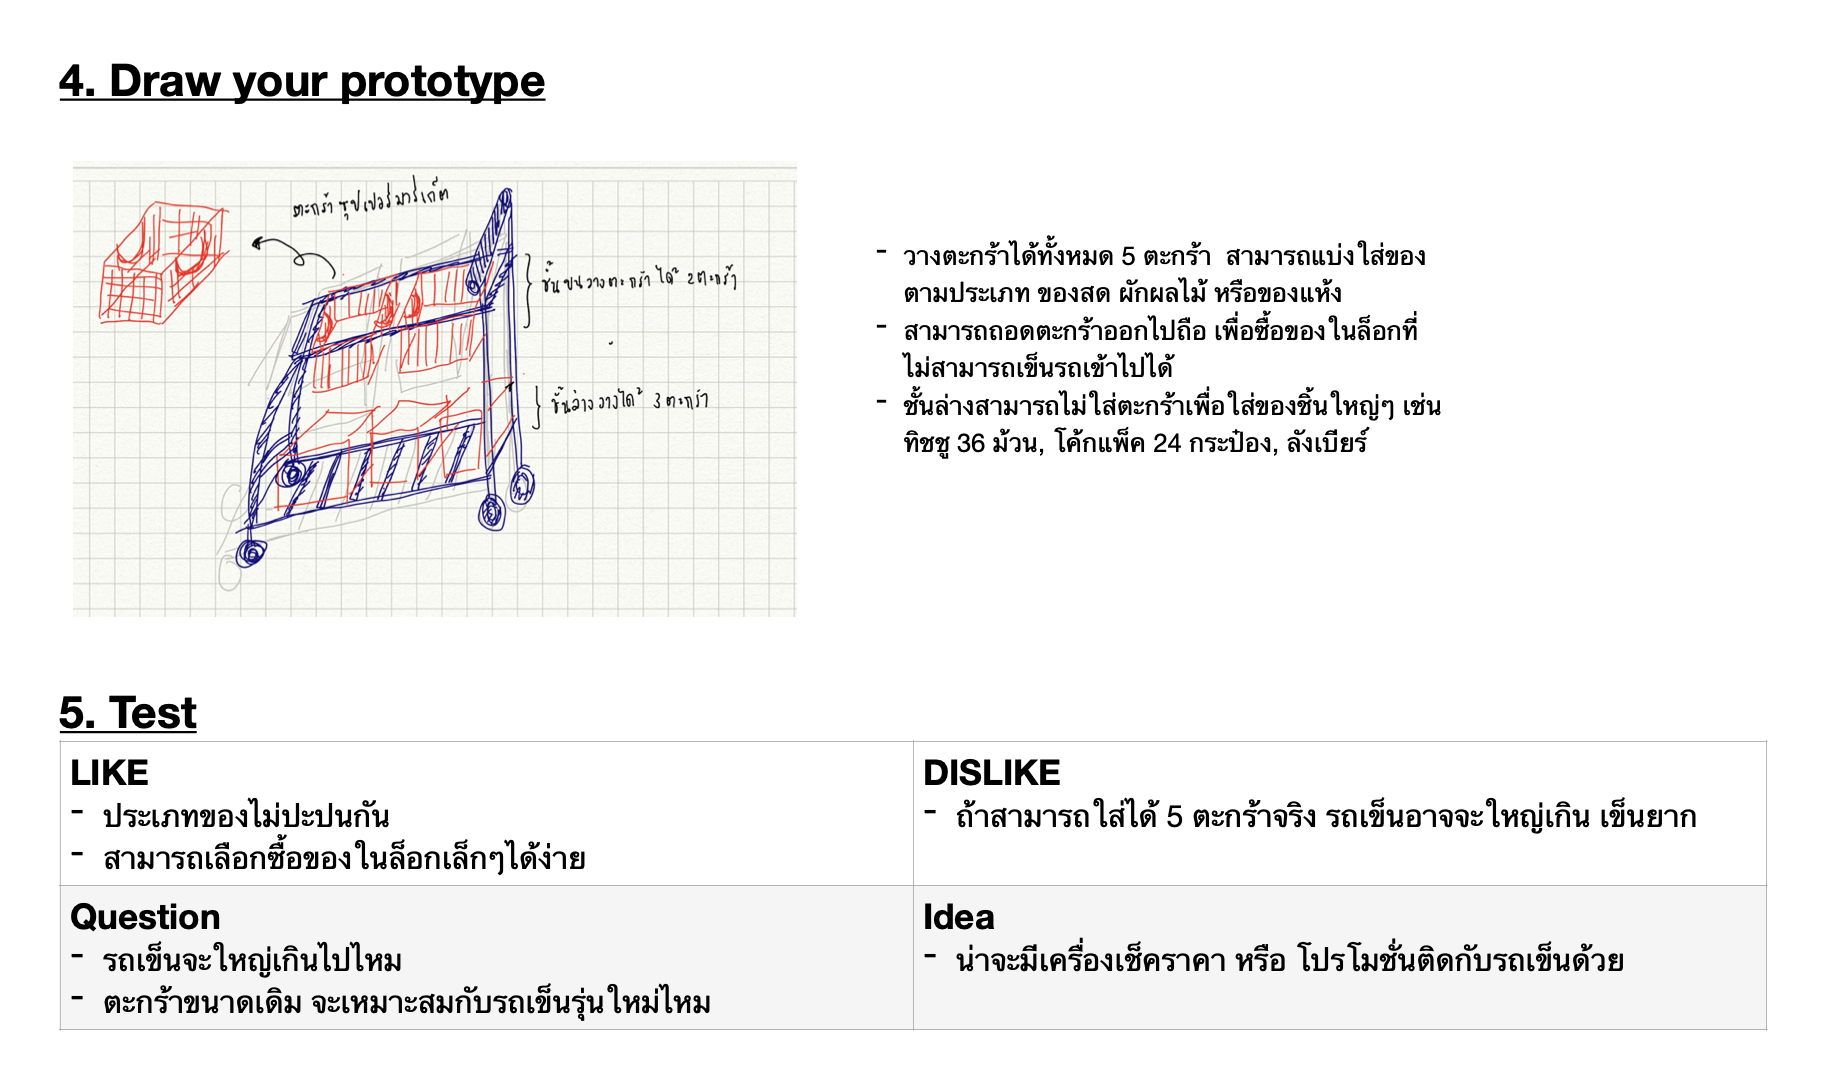 4. Draw your prototype
ตะกร้า ซุปเปอร์มาร์เก็ต
ชั้นบนวางตะกร้า ได้ 2 ตะกร้า
ชั้นล่างวางได้ 3 ตะกร้า
- วางตะกร้าได้ทั้งหมด 5 ตะกร้า สามารถแบ่งใส่ของ
ตามประเภท ของสด ผักผลไม้ หรือของแห้ง
- สามารถถอดตะกร้าออกไปถือ เพื่อซื้อของในล็อกที่
ไม่สามารถเข็นรถเข้าไปได้
- ชั้นล่างสามารถไม่ใส่ตะกร้าเพื่อใส่ของชิ้นใหญ่ๆ เช่น
ทิชชู 36 ม้วน, โค้กแพ็ค 24 กระป๋อง, ลังเบียร์
5. Test
LIKE
- ประเภทของไม่ปะปนกัน
- สามารถเลือกซื้อของในล็อกเล็กๆได้ง่าย
DISLIKE
- ถ้าสามารถใส่ได้ 5 ตะกร้าจริง รถเข็นอาจจะใหญ่เกิน เข็นยาก
Question
- รถเข็นจะใหญ่เกินไปไหม
- ตะกร้าขนาดเดิม จะเหมาะสมกับรถเข็นรุ่นใหม่ไหม
Idea
- น่าจะมีเครื่องเช็คราคา หรือ โปรโมชั่นติดกับรถเข็นด้วย